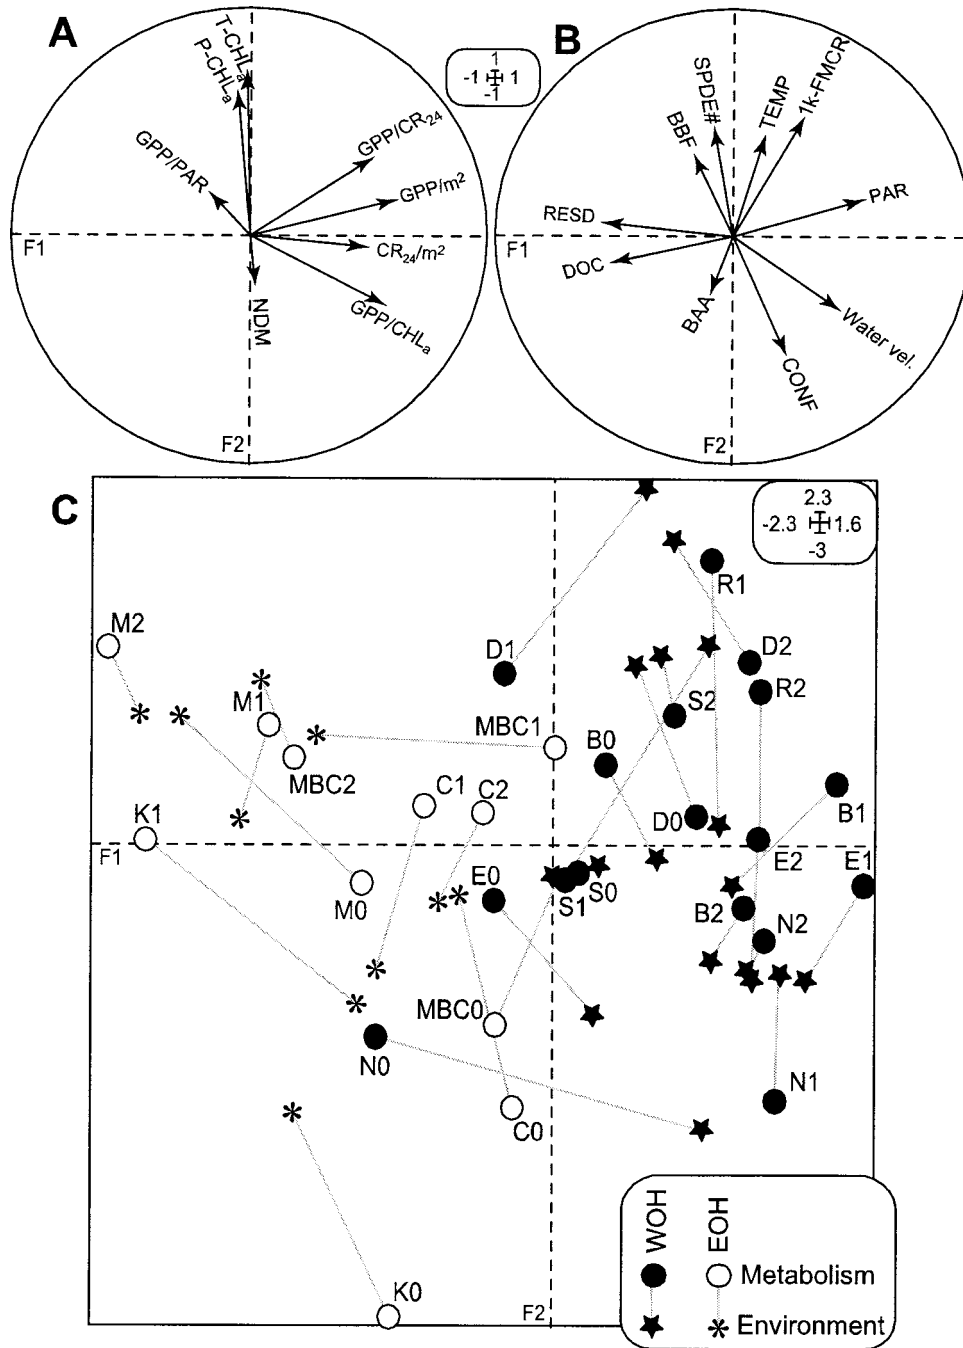 A
T-CHLa
P-CHLa
GPP/PAR
GPP/CR24
GPP/m2
CR24/m2
GPP/CHLa
NDM
F1
F2
1
-1 1
-1
B
BBF
SPDE#
TEMP
1k-FMCR
PAR
RESD
DOC
BAA
CONF
Water vel.
F1
F2
C
2.3
-2.3 1.6
-3
M2
R1
D1
D2
M1
R2
S2
MBC1
B0
MBC2
C1
C2
B1
K1
D0
F1
E2
E1
M0
E0
S1
S0
B2
N2
MBC0
N0
N1
C0
K0
F2
WOH
EOH
Metabolism
Environment